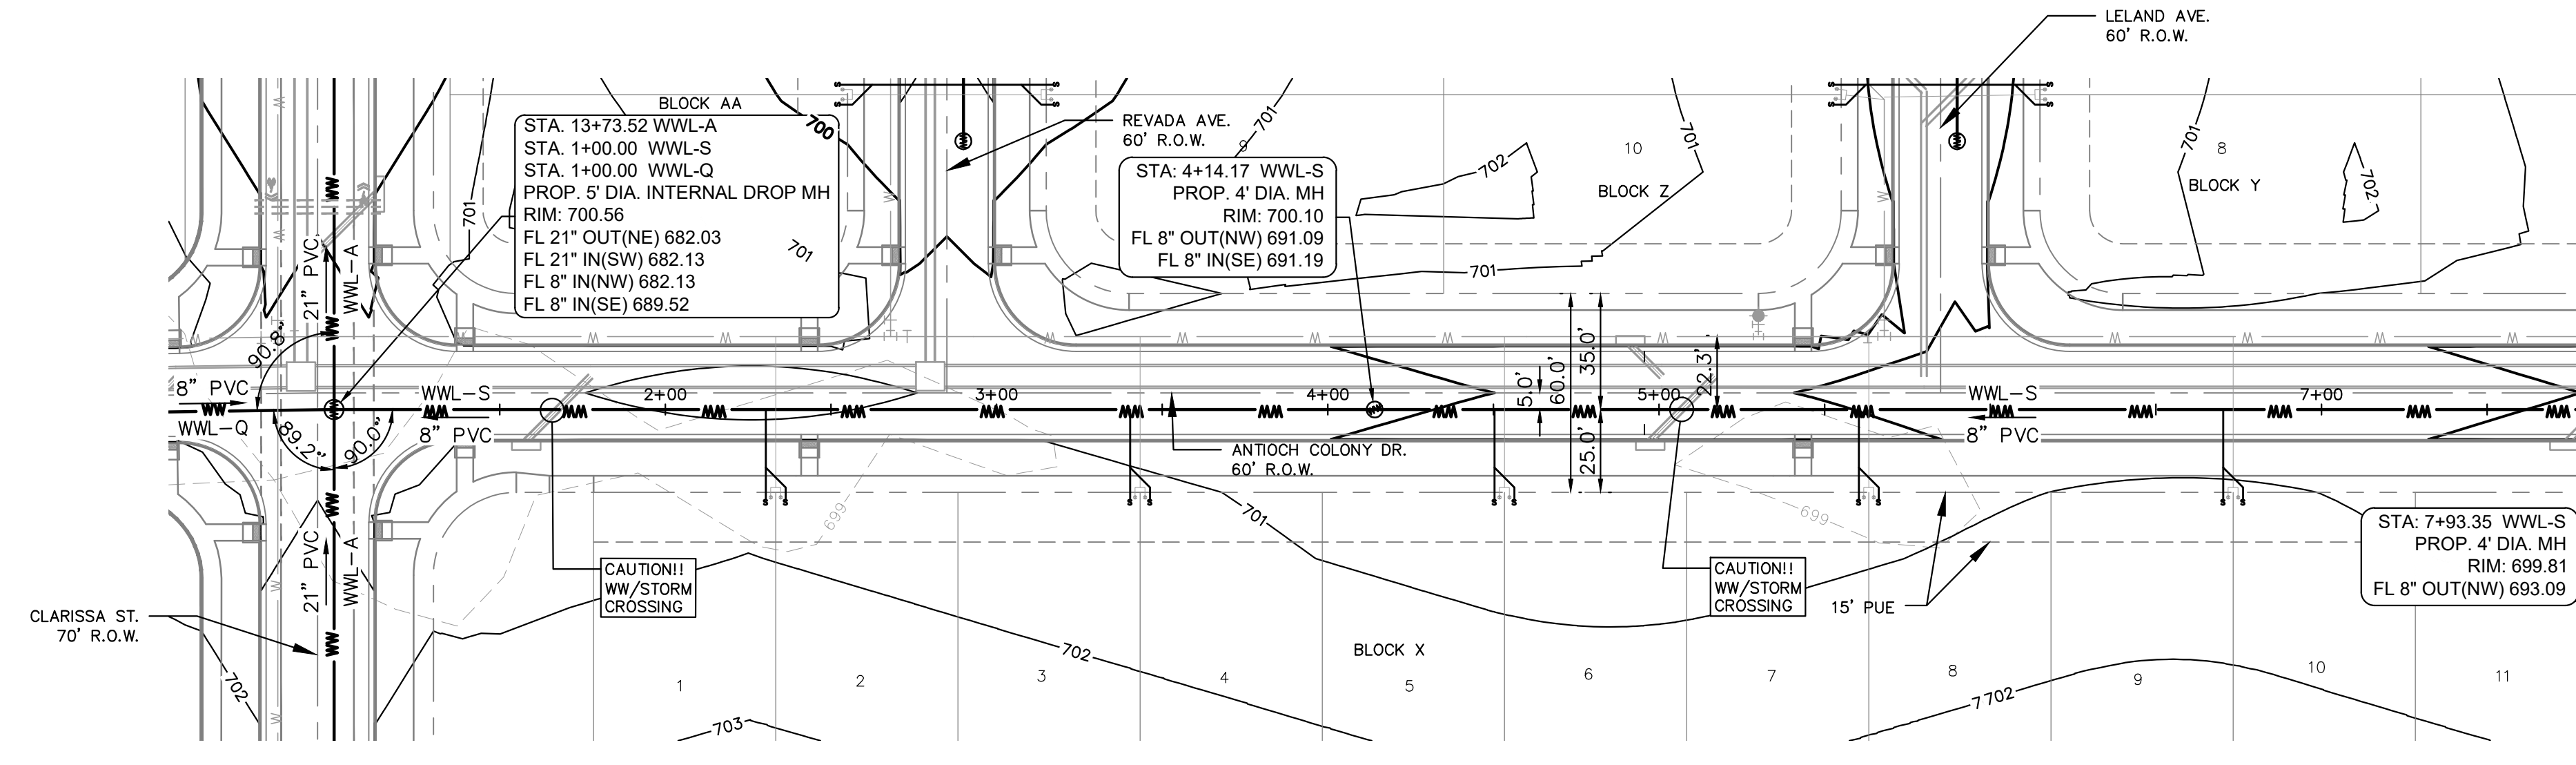 LELAND AVE.
60' R.O.W.
BLOCK AA
STA. 13+73.52 WWL-A
STA. 1+00.00 WWL-S
STA. 1+00.00 WWL-Q
PROP. 5' DIA. INTERNAL DROP MH
RIM: 700.56
FL 21" OUT(NE) 682.03
FL 21" IN(SW) 682.13
FL 8" IN(NW) 682.13
FL 8" IN(SE) 689.52
700
701
701
REVADA AVE.
60' R.O.W.
9
701
STA: 4+14.17 WWL-S
PROP. 4' DIA. MH
RIM: 700.10
FL 8" OUT(NW) 691.09
FL 8" IN(SE) 691.19
702
10
701
BLOCK Z
701
701
8
BLOCK Y
702
21" PVC
WWL-A
90.8°
8" PVC
WWL-Q
89.2°
90.0°
WWL-S
8" PVC
2+00
3+00
4+00
5+00
7+00
5.0'
60.0'
35.0'
25.0'
22.3'
WWL-S
8" PVC
ANTIOCH COLONY DR.
60' R.O.W.
699
701
699
21" PVC
WWL-A
CAUTION!!
WW/STORM
CROSSING
CAUTION!!
WW/STORM
CROSSING
15' PUE
STA: 7+93.35 WWL-S
PROP. 4' DIA. MH
RIM: 699.81
FL 8" OUT(NW) 693.09
CLARISSA ST.
70' R.O.W.
702
702
BLOCK X
1
2
3
4
5
6
7
8
9
10
11
703
7702